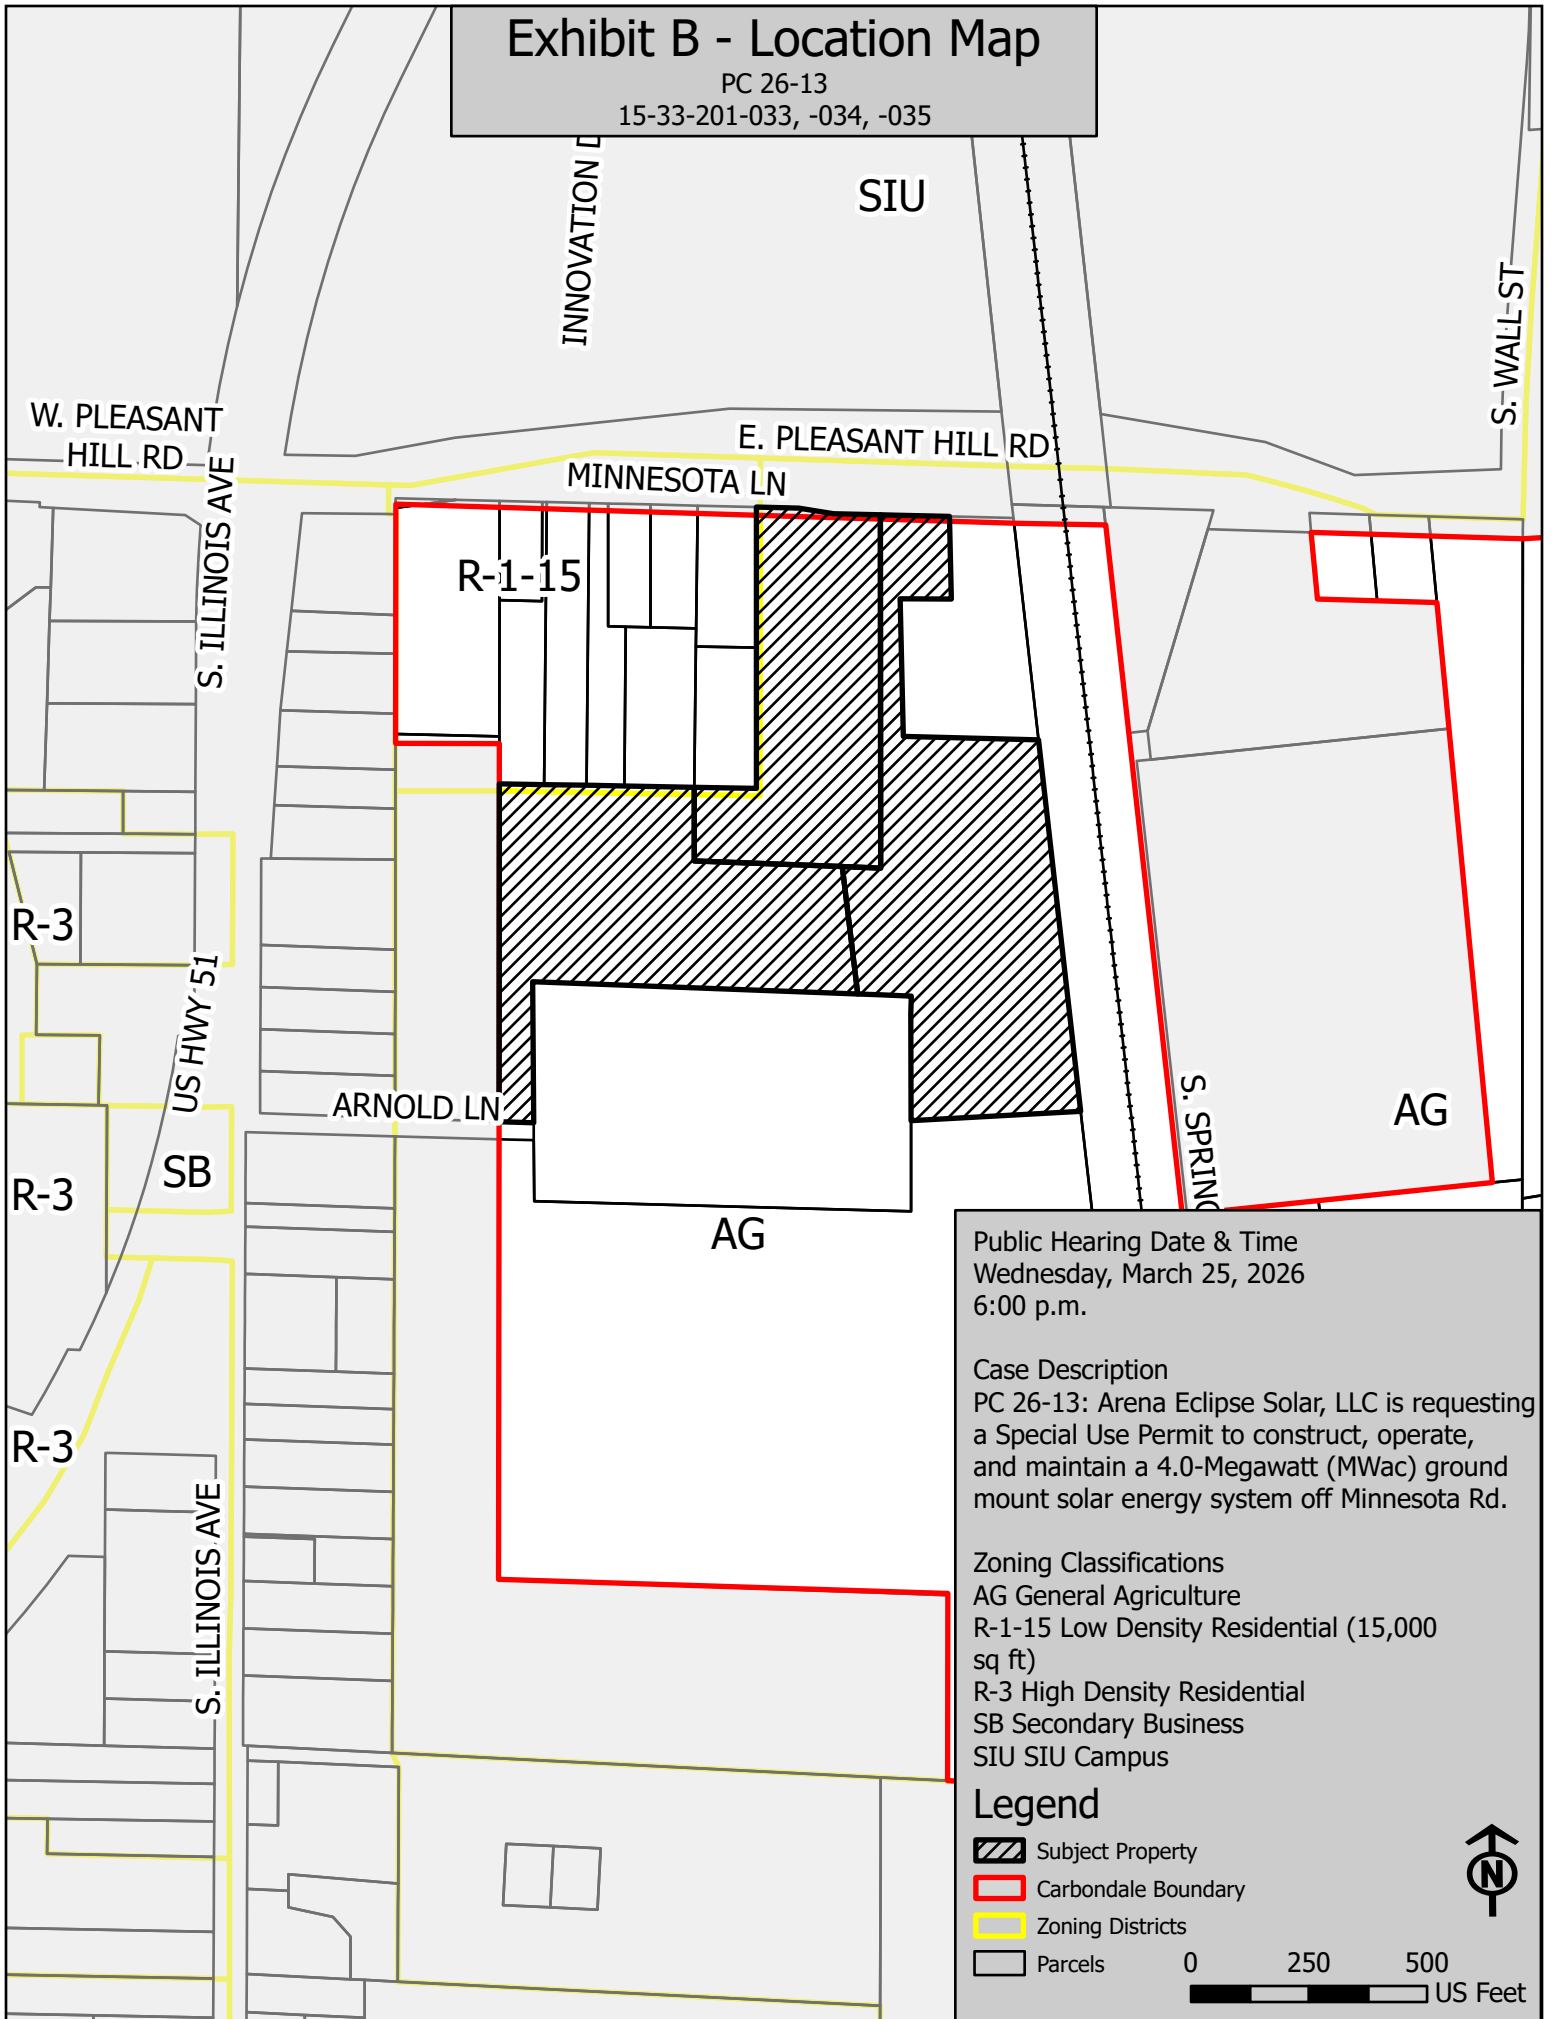 Exhibit B - Location Map
PC 26-13
15-33-201-033, -034, -035
INNOVATION
SIU
S. WALL ST
W. PLEASANT
HILL RD
E. PLEASANT HILL RD
MINNESOTA LN
S. ILLINOIS AVE
R-1-15
R-3
US HWY 51
ARNOLD LN
S. SPRING
AG
SB
R-3
AG
R-3
S. ILLINOIS AVE
Public Hearing Date & Time
Wednesday, March 25, 2026
6:00 p.m.
Case Description
PC 26-13: Arena Eclipse Solar, LLC is requesting
a Special Use Permit to construct, operate,
and maintain a 4.0-Megawatt (MWac) ground
mount solar energy system off Minnesota Rd.
Zoning Classifications
AG General Agriculture
R-1-15 Low Density Residential (15,000
sq ft)
R-3 High Density Residential
SB Secondary Business
SIU SIU Campus
Legend
Subject Property
Carbondale Boundary
Zoning Districts
Parcels
N
0 250 500
US Feet